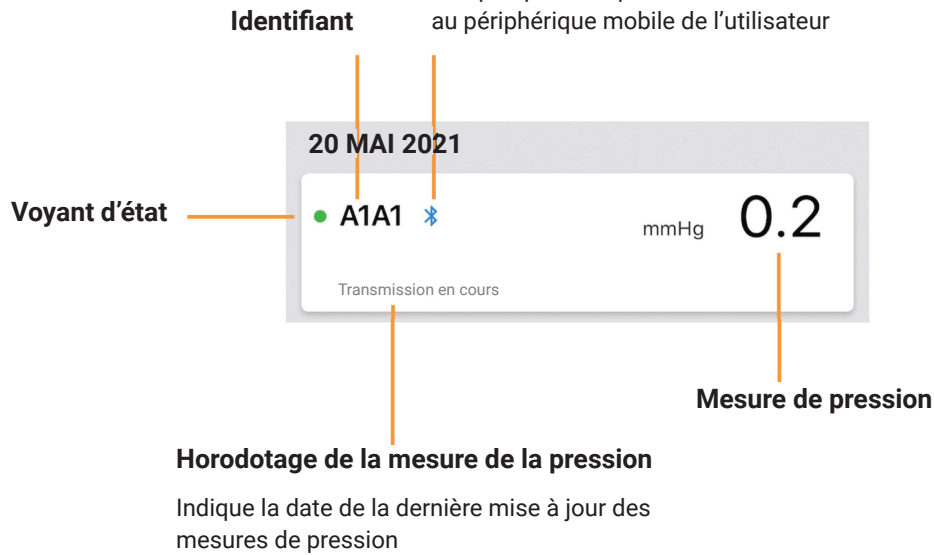 Identifiant
au périphérique mobile de l'utilisateur
20 MAI 2021
Voyant d'état
A1A1
mmHg 0.2
Transmission en cours
Mesure de pression
Horodotage de la mesure de la pression
Indique la date de la dernière mise à jour des
mesures de pression